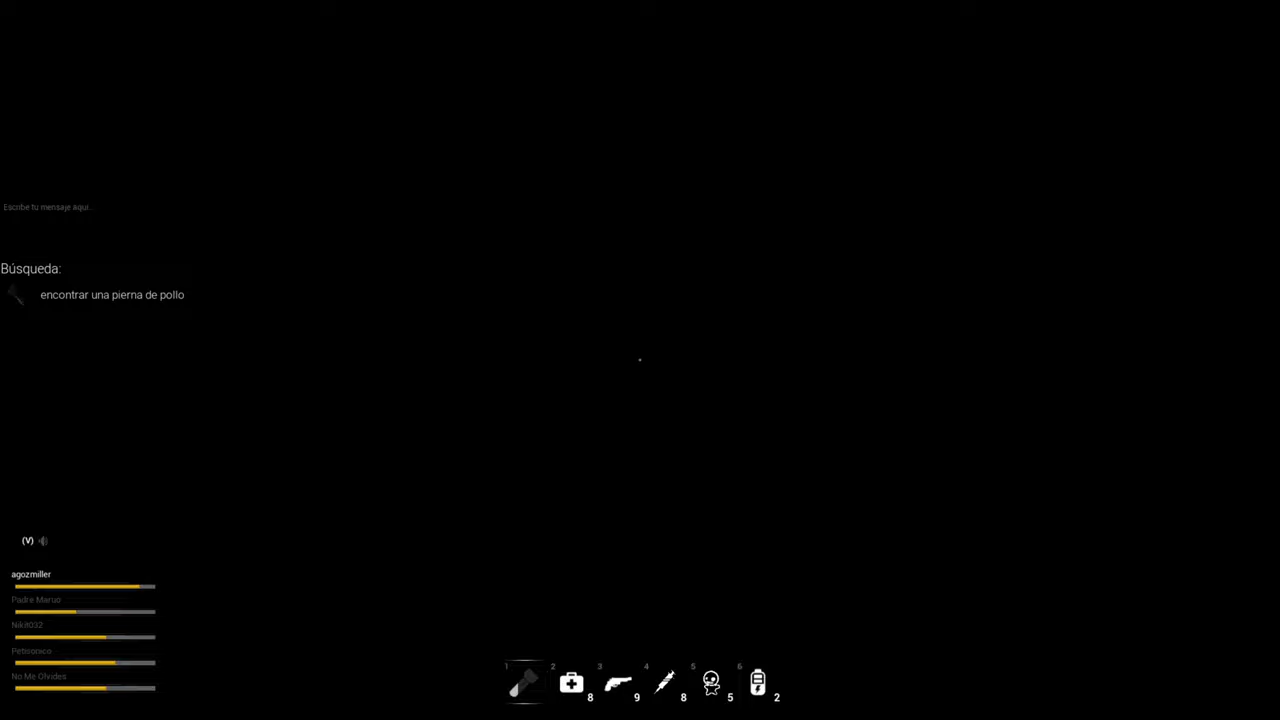 Escribe tu mensaje aquí...
Búsqueda:
encontrar una pierna de pollo
(V)
agozmiller
Padre Maruo
Nikit032
Petisonico
No Me Olvides
1 2 3 4 5 6
8 9 8 5 2